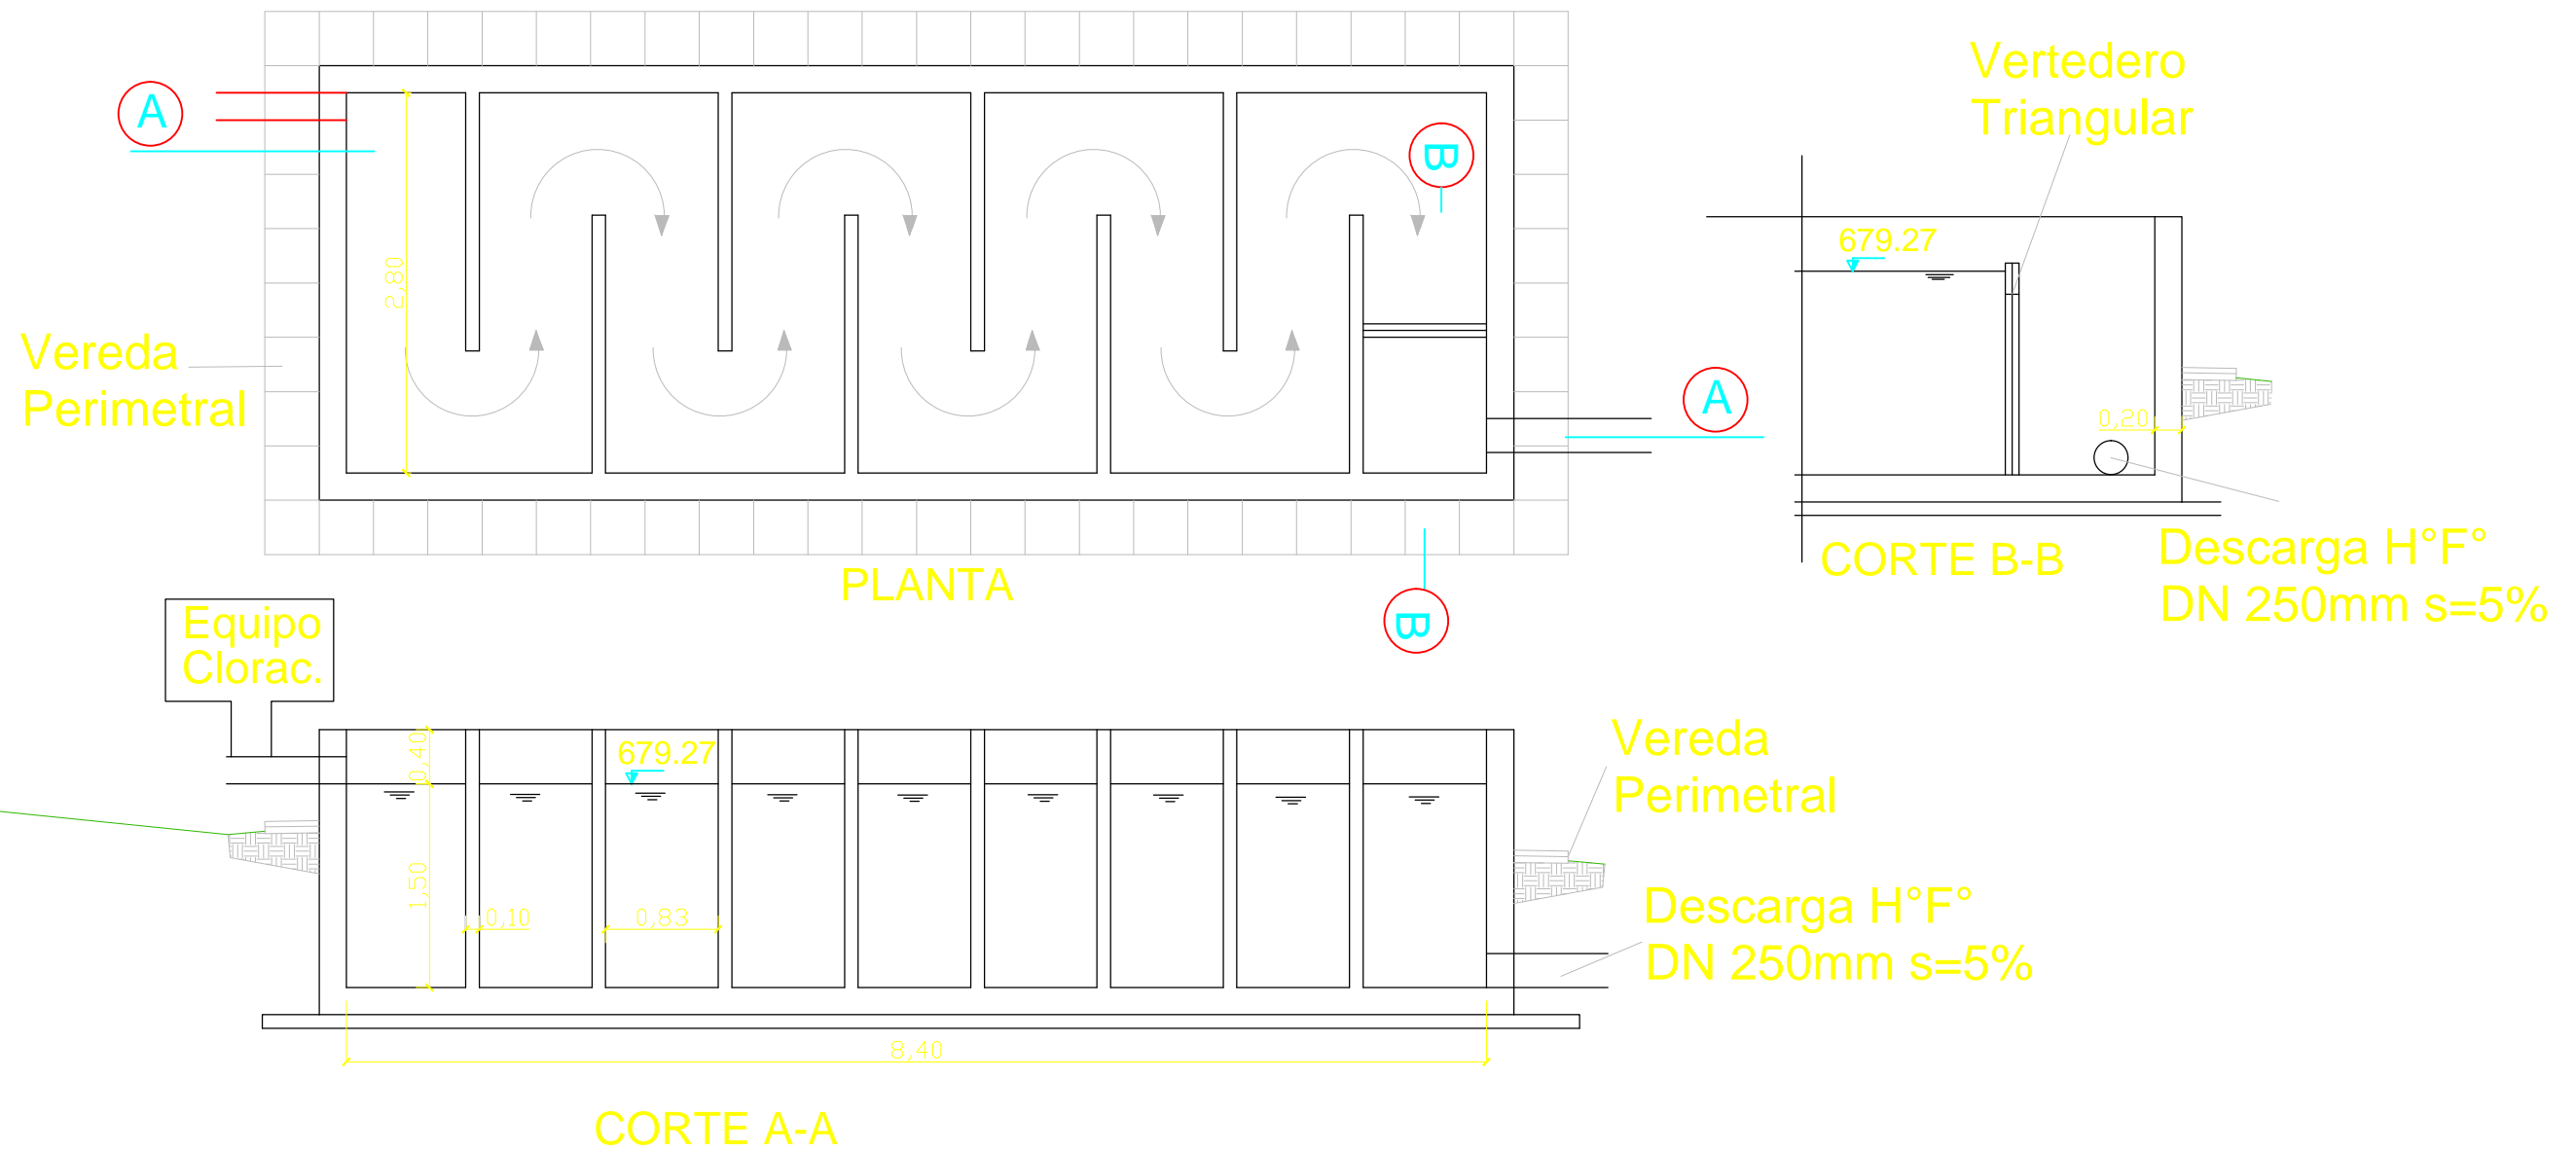 A
B
2,80
Vereda
Perimetral
A
B
PLANTA
Vertedero
Triangular
679.27
0,20
CORTE B-B
Descarga H°F°
DN 250mm s=5%
Equipo
Clorac.
0,40
679.27
1,50
0,10
0,83
8,40
Vereda
Perimetral
Descarga H°F°
DN 250mm s=5%
CORTE A-A